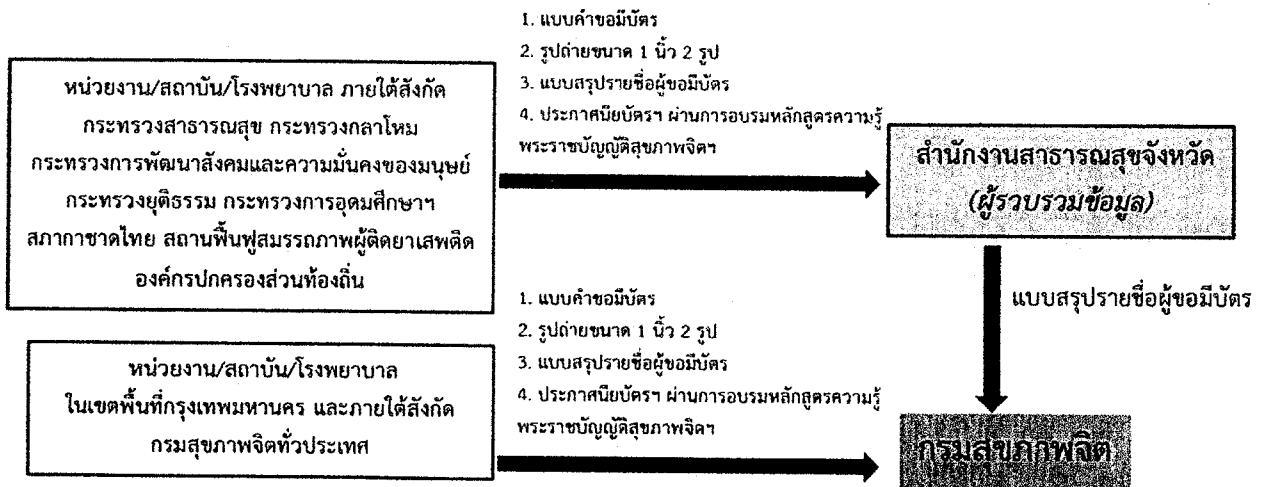 1. แบบคำขอมีบัตร
2. รูปถ่ายขนาด 1 นิ้ว 2 รูป
3. แบบสรุปรายชื่อผู้ขอมีบัตร
4. ประกาศนียบัตรฯ ผ่านการอบรมหลักสูตรความรู้
พระราชบัญญัติสุขภาพจิตฯ
หน่วยงาน/สถาบัน/โรงพยาบาล ภายใต้สังกัด
กระทรวงสาธารณสุข กระทรวงกลาโหม
กระทรวงการพัฒนาสังคมและความมั่นคงของมนุษย์
กระทรวงยุติธรรม กระทรวงการอุดมศึกษาฯ
สภากาชาดไทย สถานฟื้นฟูสมรรถภาพผู้ติดยาเสพติด
องค์กรปกครองส่วนท้องถิ่น
สำนักงานสาธารณสุขจังหวัด
(ผู้รวบรวมข้อมูล)
แบบสรุปรายชื่อผู้ขอมีบัตร
1. แบบคำขอมีบัตร
2. รูปถ่ายขนาด 1 นิ้ว 2 รูป
3. แบบสรุปรายชื่อผู้ขอมีบัตร
4. ประกาศนียบัตรฯ ผ่านการอบรมหลักสูตรความรู้
พระราชบัญญัติสุขภาพจิตฯ
หน่วยงาน/สถาบัน/โรงพยาบาล
ในเขตพื้นที่กรุงเทพมหานคร และภายใต้สังกัด
กรมสุขภาพจิตทั่วประเทศ
กรมสุขภาพจิต